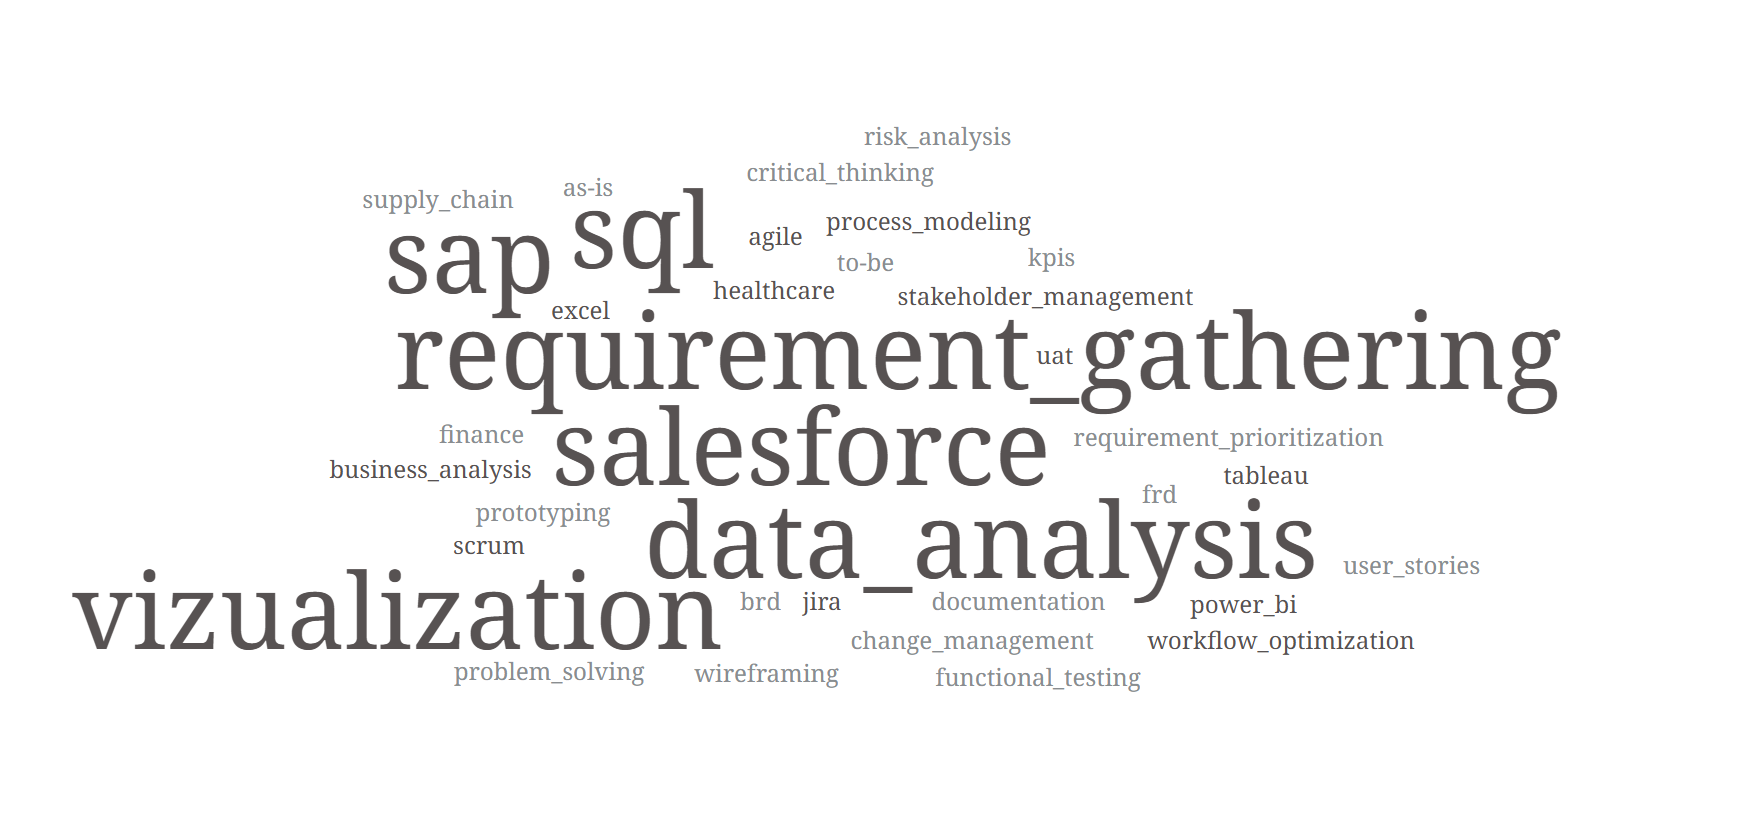 risk_analysis
critical_thinking
supply_chain
as-is
sql
process_modeling
agile
sap
to-be
kpis
healthcare
stakeholder_management
excel
requirement_gathering
uat
finance
salesforce
requirement_prioritization
business_analysis
tableau
frd
prototyping
data_analysis
scrum
user_stories
vizualization
brd
jira
documentation
power_bi
change_management
workflow_optimization
problem_solving
wireframing
functional_testing